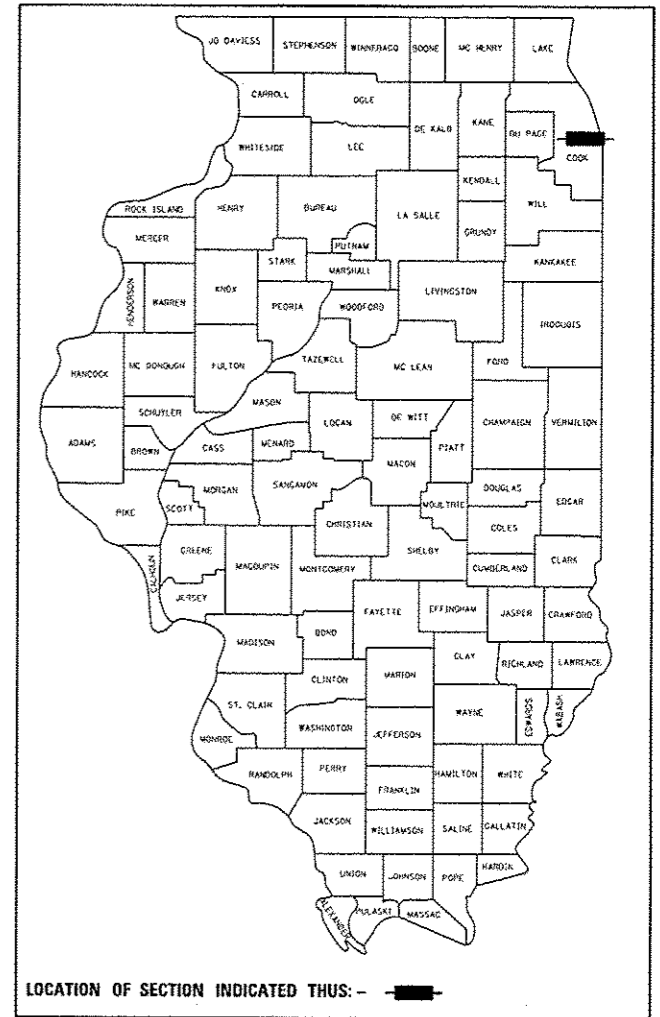 JO DAVIESS STEPHENSON WINNEBAGO BOONE MC HENRY LAKE
CARROLL OGLE DE KALB KANE DU PAGE COOK
WHITESIDE LEE KENDALL WILL
ROCK ISLAND HENRY BUREAU LA SALLE GRUNDY
MERCER PUTNAM KANKAKEE
STARK MARSHALL
HENDERSON WARREN KNOX PEORIA WOODFORD LIVINGSTON IROQUOIS
HANCOCK MC DONOUGH FULTON TAZEWELL MC LEAN FORD
SCHUYLER MASON LOGAN DE WITT CHAMPAIGN VERMILION
ADAMS BROWN CASS MENARD MACON PIATT
PIKE SCOTT MORGAN SANGAMON CHRISTIAN MOULTRIE DOUGLAS EDGAR
COLES
CALHOUN GREENE MACOUPIN MONTGOMERY SHELBY CUMBERLAND CLARK
JERSEY FAYETTE EFFINGHAM JASPER CRAWFORD
MADISON BOND CLAY RICHLAND LAWRENCE
ST. CLAIR CLINTON MARION WAYNE EDWARDS WABASH
MONROE WASHINGTON JEFFERSON
RANDOLPH PERRY FRANKLIN HAMILTON WHITE
JACKSON WILLIAMSON SALINE GALLATIN
UNION JOHNSON POPE HARDIN
ALEXANDER PULASKI MASSAC
LOCATION OF SECTION INDICATED THUS: -